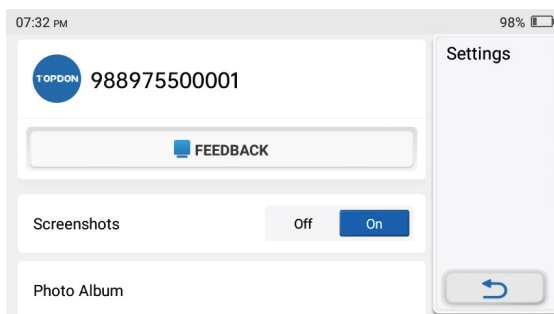 07:32 PM
98%
TOPDON
988975500001
FEEDBACK
Screenshots
Off
On
Photo Album
Settings